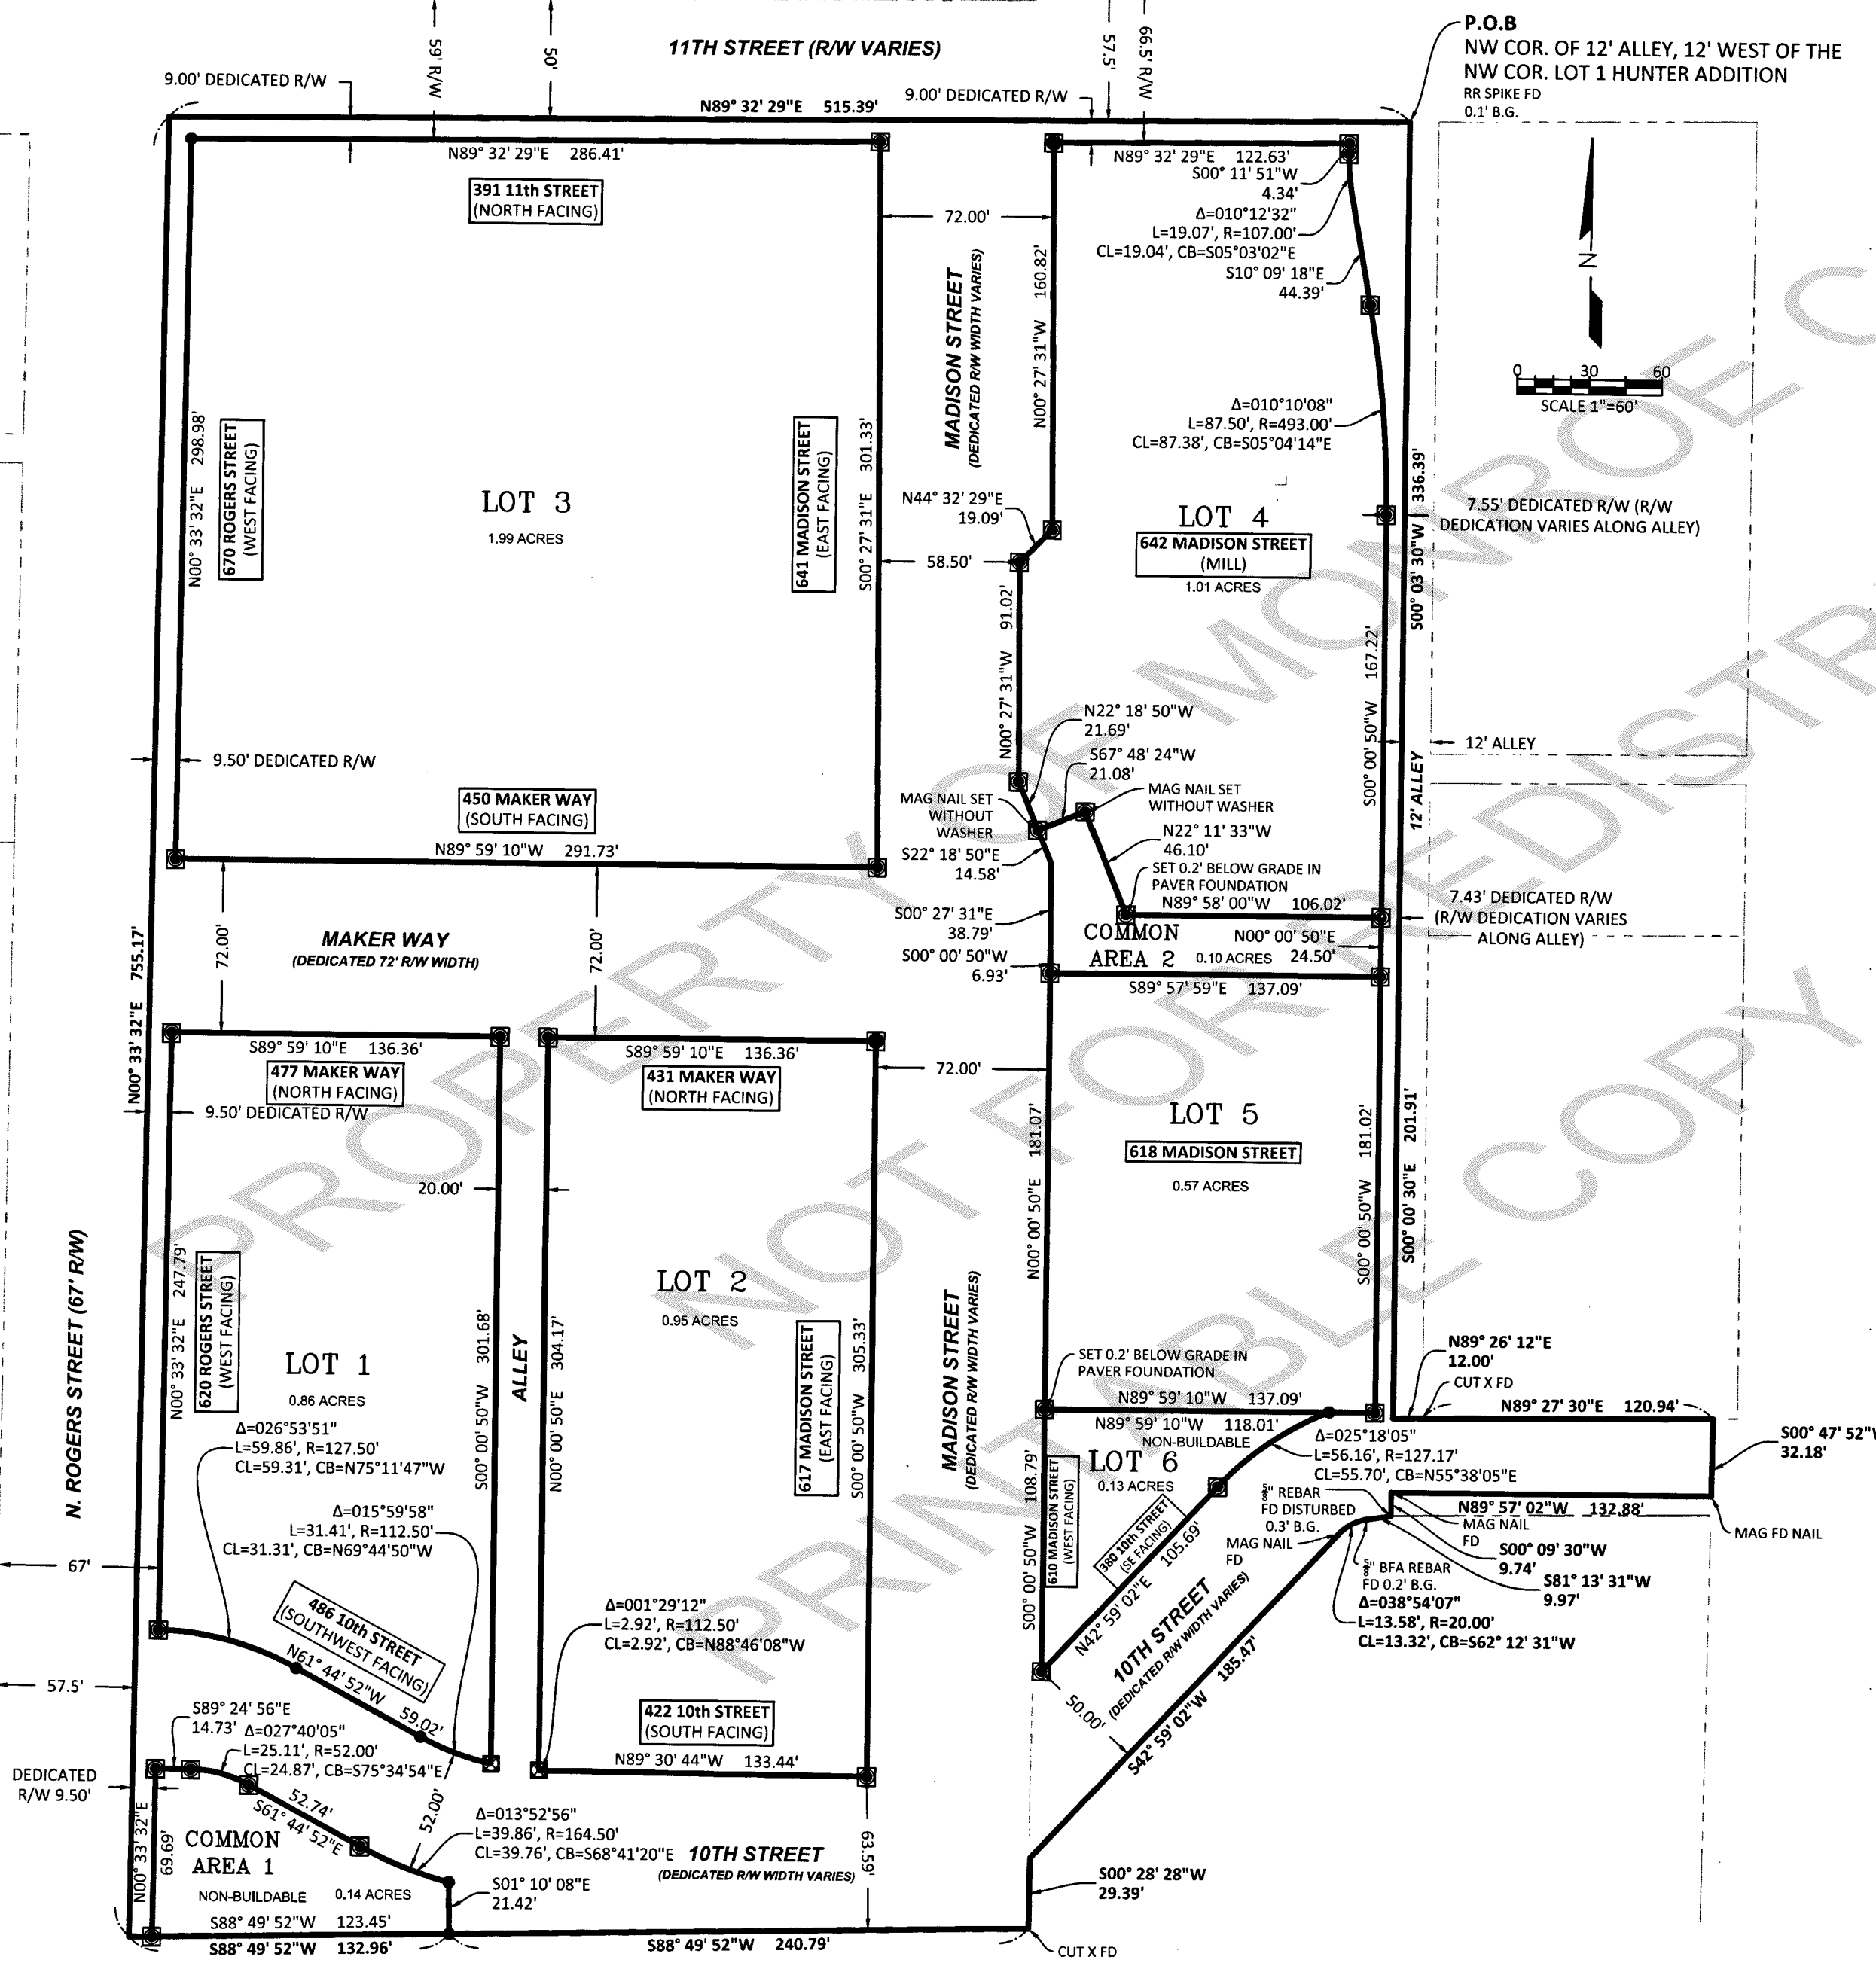 59' R/W
50'
57.5'
66.5' R/W
11TH STREET (R/W VARIES)
P.O.B
NW COR. OF 12' ALLEY, 12' WEST OF THE
NW COR. LOT 1 HUNTER ADDITION
RR SPIKE FD
0.1' B.G.
9.00' DEDICATED R/W
N89° 32' 29"E 515.39'
9.00' DEDICATED R/W
N89° 32' 29"E 286.41'
N89° 32' 29"E 122.63'
S00° 11' 51"W
4.34'
391 11th STREET
(NORTH FACING)
72.00'
Δ=010°12'32"
L=19.07', R=107.00'
CL=19.04', CB=S05°03'02"E
S10° 09' 18"E
44.39'
N
0 30 60
SCALE 1"=60'
MADISON STREET
(DEDICATED R/W WIDTH VARIES)
N00° 27' 31"W 160.82'
Δ=010°10'08"
L=87.50', R=493.00'
CL=87.38', CB=S05°04'14"E
N00° 33' 32"E 298.98'
670 ROGERS STREET
(WEST FACING)
LOT 3
1.99 ACRES
641 MADISON STREET
(EAST FACING)
S00° 27' 31"E 301.33'
N44° 32' 29"E
19.09'
58.50'
LOT 4
642 MADISON STREET
(MILL)
1.01 ACRES
S00° 03' 30"W 336.39'
7.55' DEDICATED R/W (R/W
DEDICATION VARIES ALONG ALLEY)
N00° 27' 31"W 91.02'
S00° 00' 50"W 167.22'
9.50' DEDICATED R/W
N22° 18' 50"W
21.69'
S67° 48' 24"W
21.08'
12' ALLEY
12' ALLEY
450 MAKER WAY
(SOUTH FACING)
MAG NAIL SET
WITHOUT
WASHER
MAG NAIL SET
WITHOUT WASHER
N89° 59' 10"W 291.73'
N22° 11' 33"W
46.10'
S22° 18' 50"E
14.58'
SET 0.2' BELOW GRADE IN
PAVER FOUNDATION
N89° 58' 00"W 106.02'
7.43' DEDICATED R/W
(R/W DEDICATION VARIES
ALONG ALLEY)
S00° 27' 31"E
38.79'
COMMON
AREA 2 0.10 ACRES
N00° 00' 50"E
24.50'
S00° 00' 50"W
6.93'
S89° 57' 59"E 137.09'
N00° 33' 32"E 755.17'
72.00'
MAKER WAY
(DEDICATED 72' R/W WIDTH)
72.00'
S89° 59' 10"E 136.36'
477 MAKER WAY
(NORTH FACING)
S89° 59' 10"E 136.36'
431 MAKER WAY
(NORTH FACING)
72.00'
9.50' DEDICATED R/W
N00° 00' 50"E 181.07'
LOT 5
618 MADISON STREET
0.57 ACRES
S00° 00' 50"W 181.02'
S00° 00' 30"E 201.91'
20.00'
N. ROGERS STREET (67' R/W)
N00° 33' 32"E 247.79'
620 ROGERS STREET
(WEST FACING)
LOT 1
0.86 ACRES
S00° 00' 50"W 301.68'
ALLEY
N00° 00' 50"E 304.17'
LOT 2
0.95 ACRES
617 MADISON STREET
(EAST FACING)
S00° 00' 50"W 305.33'
MADISON STREET
(DEDICATED R/W WIDTH VARIES)
SET 0.2' BELOW GRADE IN
PAVER FOUNDATION
N89° 59' 10"W 137.09'
N89° 59' 10"W 118.01'
NON-BUILDABLE
LOT 6
0.13 ACRES
N89° 26' 12"E
12.00'
CUT X FD
N89° 27' 30"E 120.94'
S00° 47' 52"W
32.18'
Δ=026°53'51"
L=59.86', R=127.50'
CL=59.31', CB=N75°11'47"W
Δ=015°59'58"
L=31.41', R=112.50'
CL=31.31', CB=N69°44'50"W
Δ=025°18'05"
L=56.16', R=127.17'
CL=55.70', CB=N55°38'05"E
S00° 00' 50"W 108.79'
610 MADISON STREET
(WEST FACING)
380 10th STREET
(SE FACING)
N42° 59' 02"E 105.69'
⅝" REBAR
FD DISTURBED
0.3' B.G.
MAG NAIL
FD
N89° 57' 02"W 132.88'
MAG NAIL
FD
MAG FD NAIL
S00° 09' 30"W
9.74'
S81° 13' 31"W
9.97'
⅝" BFA REBAR
FD 0.2' B.G.
Δ=038°54'07"
L=13.58', R=20.00'
CL=13.32', CB=S62° 12' 31"W
67'
57.5'
486 10th STREET
(SOUTHWEST FACING)
N61° 44' 52"W 59.02'
Δ=001°29'12"
L=2.92', R=112.50'
CL=2.92', CB=N88°46'08"W
10TH STREET
(DEDICATED R/W WIDTH VARIES)
50.00'
S42° 59' 02"W 185.47'
S89° 24' 56"E
14.73'
Δ=027°40'05"
L=25.11', R=52.00'
CL=24.87', CB=S75°34'54"E
422 10th STREET
(SOUTH FACING)
N89° 30' 44"W 133.44'
DEDICATED
R/W 9.50'
N00° 33' 32"E
69.69'
52.74'
S61° 44' 52"E
52.00'
COMMON
AREA 1
NON-BUILDABLE 0.14 ACRES
Δ=013°52'56"
L=39.86', R=164.50'
CL=39.76', CB=S68°41'20"E
10TH STREET
(DEDICATED R/W WIDTH VARIES)
63.59'
S01° 10' 08"E
21.42'
S00° 28' 28"W
29.39'
S88° 49' 52"W 123.45'
S88° 49' 52"W 132.96'
S88° 49' 52"W 240.79'
CUT X FD
PROPERTY OF MONROE C
NOT FOR REDISTR
PRINTABLE COPY